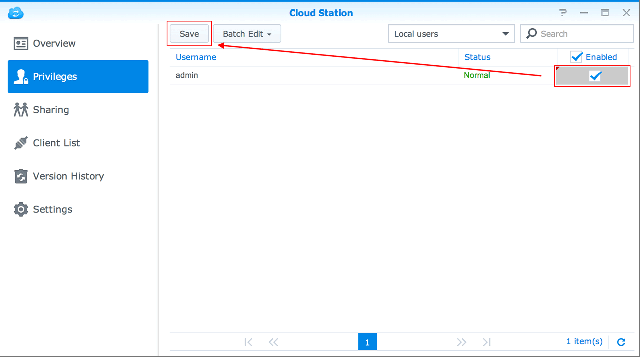 Cloud Station
Save Batch Edit Local users Search
Overview
Privileges
Sharing
Client List
Version History
Settings
Username Status Enabled
admin Normal
1 1 item(s)